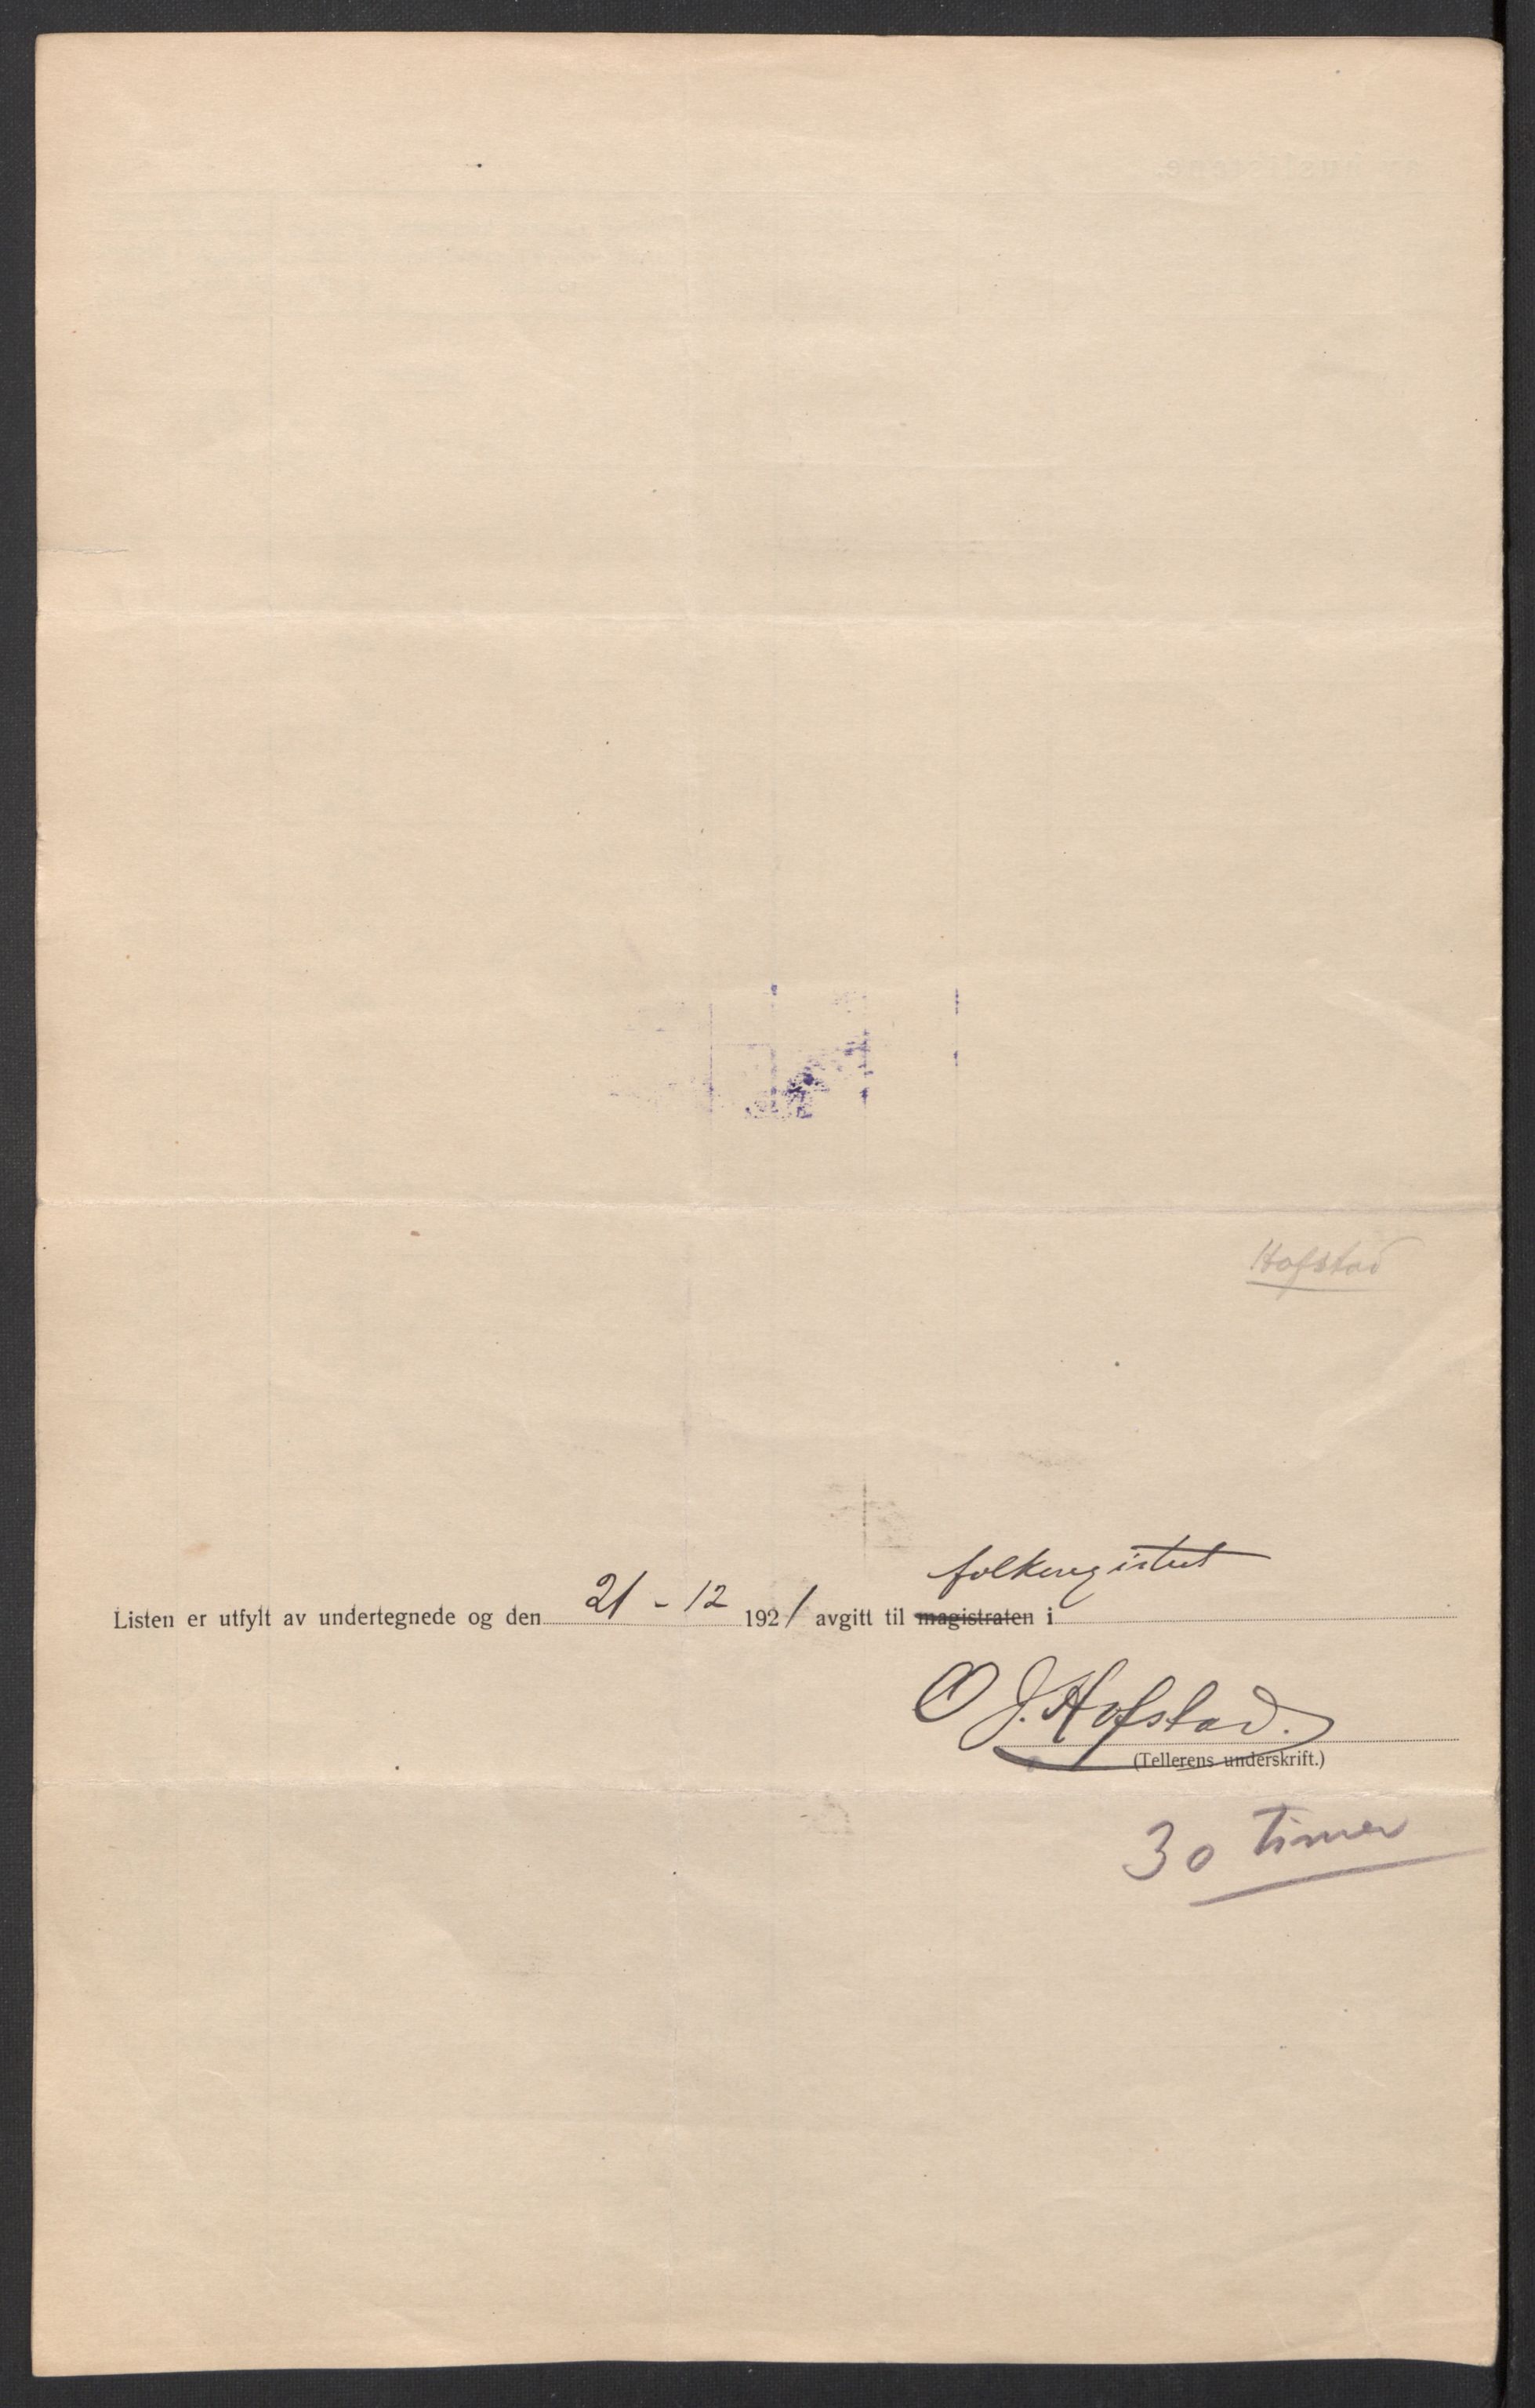 Hofstad
folkeregistret
Listen er utfylt av undertegnede og den 21 - 12 1921 avgitt til magistraten i
O J. Hofstad.
(Tellerens underskrift.)
30 timer